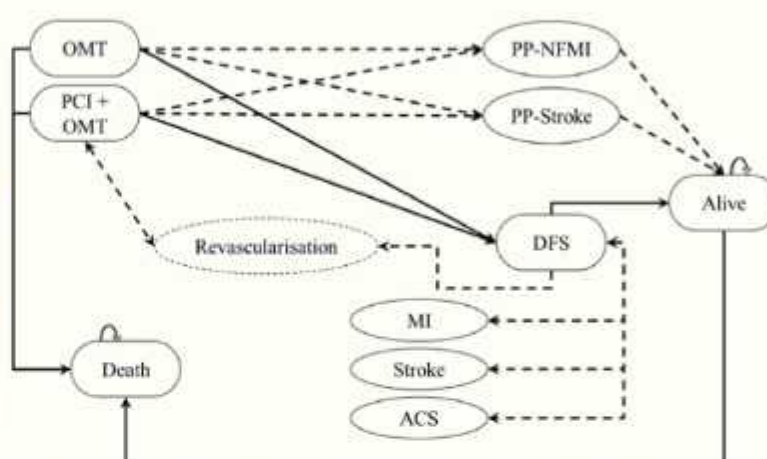 OMT
PP-NFMI
PCI +
OMT
PP-Stroke
Alive
Revascularisation
DFS
MI
Death
Stroke
ACS